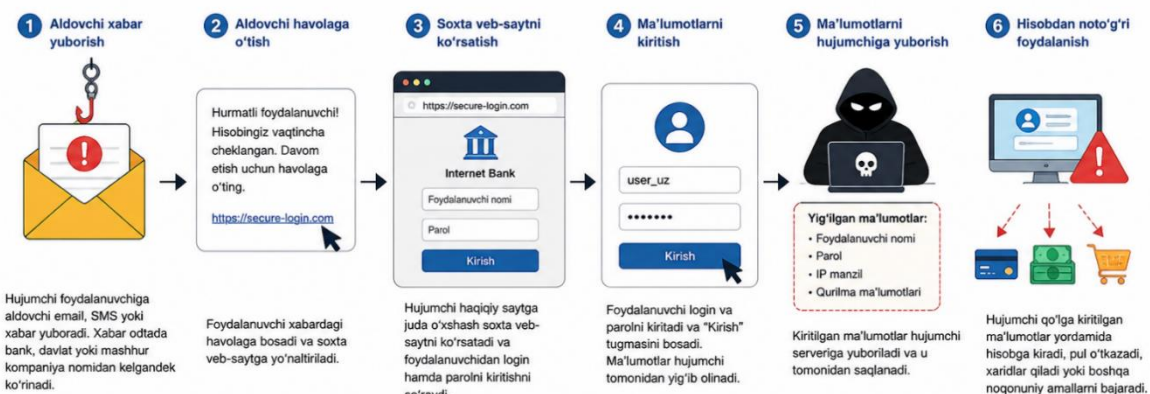 1 Aldovchi xabar
yuborish
Hujumchi foydalanuvchiga
aldovchi email, SMS yoki
xabar yuboradi. Xabar odtada
bank, davlat yoki mashhur
kompaniya nomidan kelgandek
ko‘rinadi.
2 Aldovchi havolaga
o‘tish
Hurmatli foydalanuvchi!
Hisobingiz vaqtincha
cheklangan. Davom
etish uchun havolaga
o‘ting.
https://secure-login.com
Foydalanuvchi xabardagi
havolaga bosadi va soxta
veb-saytga yo‘naltiriladi.
3 Soxta veb-saytni
ko‘rsatish
https://secure-login.com
Internet Bank
Foydalanuvchi nomi
Parol
Kirish
Hujumchi haqiqiy saytga
juda o‘xshash soxta veb-
saytni ko‘rsatadi va
foydalanuvchidan login
hamda parolni kiritishni
4 Ma’lumotlarni
kiritish
user_uz
•••••••
Kirish
Foydalanuvchi login va
parolni kiritadi va “Kirish”
tugmasini bosadi.
Ma’lumotlar hujumchi
tomonidan yig‘ib olinadi.
5 Ma’lumotlarni
hujumchiga yuborish
Yig‘ilgan ma’lumotlar:
• Foydalanuvchi nomi
• Parol
• IP manzil
• Qurilma ma’lumotlari
Kiritilgan ma’lumotlar hujumchi
serveriga yuboriladi va u
tomonidan saqlanadi.
6 Hisobdan noto‘g‘ri
foydalanish
Hujumchi qo‘lga kiritilgan
ma’lumotlar yordamida
hisobga kiradi, pul o‘tkazadi,
xaridlar qiladi yoki boshqa
noqonuniy amallarni bajaradi.